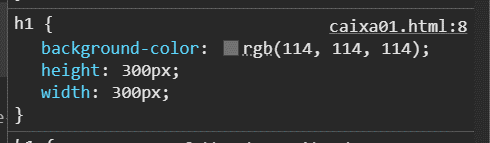 h1 {
caixa01.html:8
background-color: rgb(114, 114, 114);
height: 300px;
width: 300px;
}